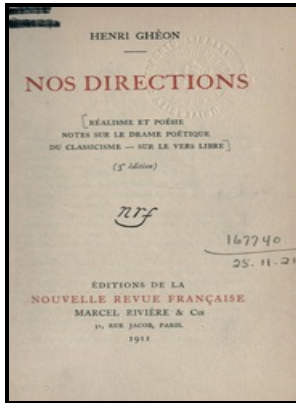 HENRI GHÉON
NOS DIRECTIONS
[RÉALISME ET POÉSIE
NOTES SUR LE DRAME POÉTIQUE
DU CLASSICISME — SUR LE VERS LIBRE]
(3e édition)
nrf
167740
25.11.21
ÉDITIONS DE LA
NOUVELLE REVUE FRANÇAISE
MARCEL RIVIÈRE & Cie
31, RUE JACOB, PARIS.
1911